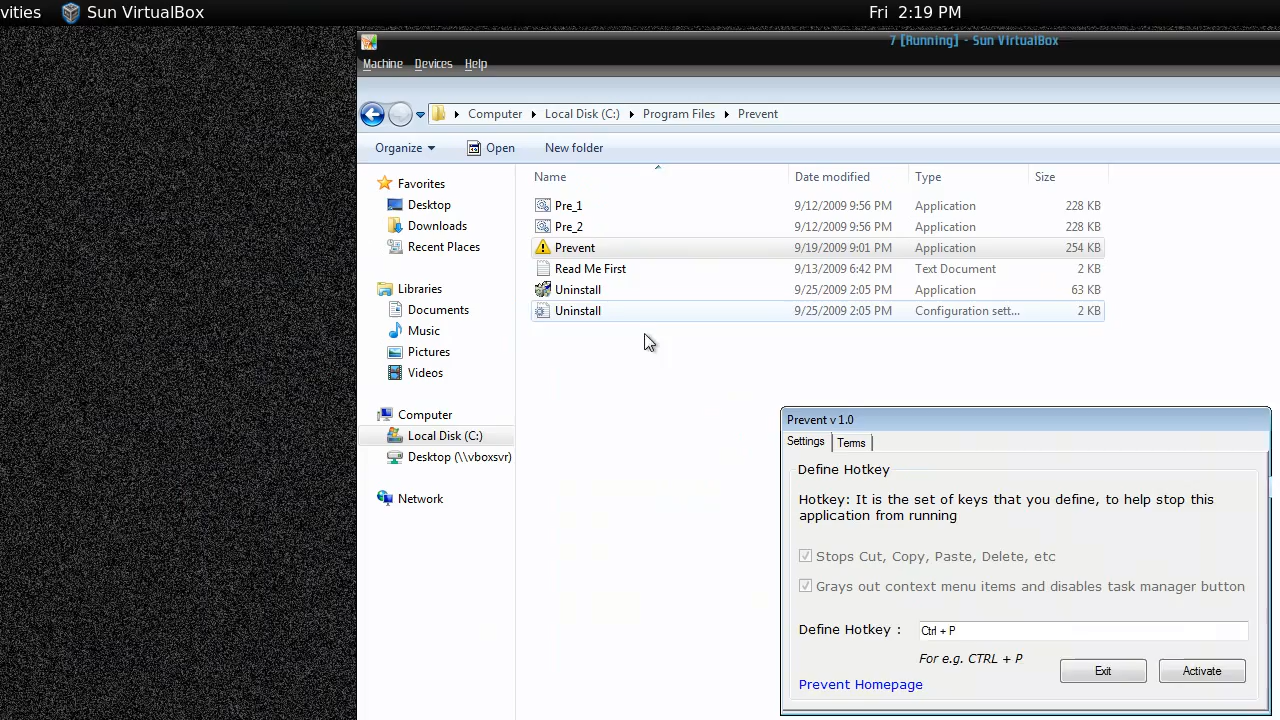 vities Sun VirtualBox Fri 2:19 PM
7 [Running] - Sun VirtualBox
Machine Devices Help
Computer Local Disk (C:) Program Files Prevent
Organize Open New folder
Name Date modified Type Size
Favorites
Desktop
Downloads
Recent Places
Libraries
Documents
Music
Pictures
Videos
Computer
Local Disk (C:)
Desktop (\\vboxsvr)
Network
Pre_1 9/12/2009 9:56 PM Application 228 KB
Pre_2 9/12/2009 9:56 PM Application 228 KB
Prevent 9/19/2009 9:01 PM Application 254 KB
Read Me First 9/13/2009 6:42 PM Text Document 2 KB
Uninstall 9/25/2009 2:05 PM Application 63 KB
Uninstall 9/25/2009 2:05 PM Configuration sett... 2 KB
Prevent v 1.0
Settings Terms
Define Hotkey
Hotkey: It is the set of keys that you define, to help stop this
application from running
Stops Cut, Copy, Paste, Delete, etc
Grays out context menu items and disables task manager button
Define Hotkey : Ctrl + P
For e.g. CTRL + P
Exit Activate
Prevent Homepage